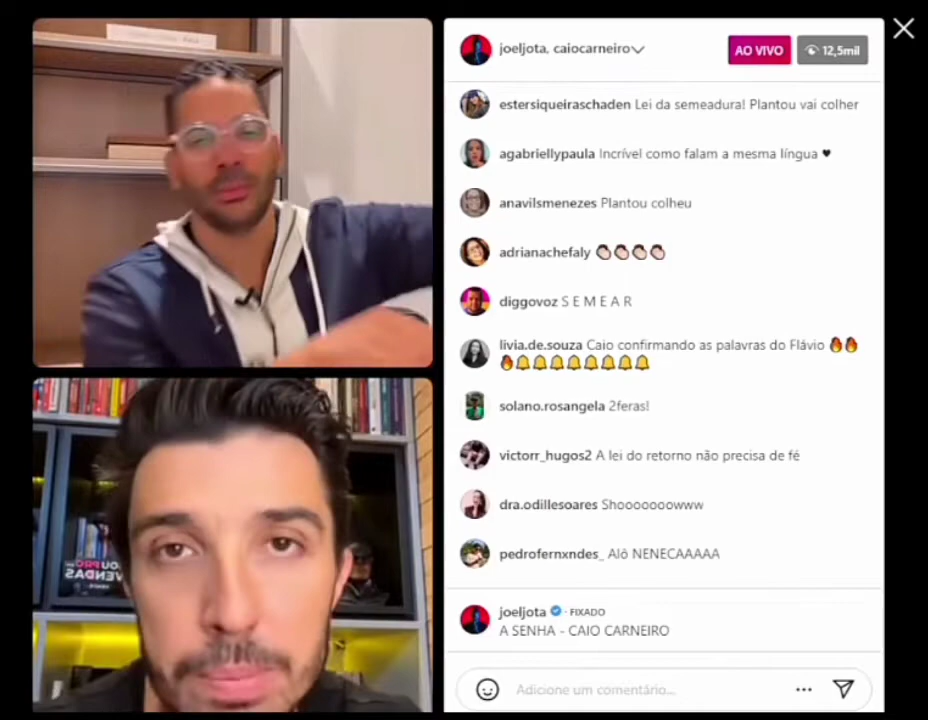 joeljota, caiocarneiro
AO VIVO
12,5mil
estersiqueiraschaden Lei da semeadura! Plantou vai colher
agabriellypaula Incrível como falam a mesma língua ♥
anavilsmenezes Plantou colheu
adrianachefaly 👏🏻👏🏻👏🏻👏🏻
diggovoz S E M E A R
livia.de.souza Caio confirmando as palavras do Flávio 🔥🔥
🔥🔔🔔🔔🔔🔔🔔🔔🔔
solano.rosangela 2feras!
victorr_hugos2 A lei do retorno não precisa de fé
dra.odillesoares Shooooooowww
pedrofernxndes_ Alô NENECAAAAA
joeljota · FIXADO
A SENHA - CAIO CARNEIRO
Adicione um comentário...
SOU PRO
VENDAS